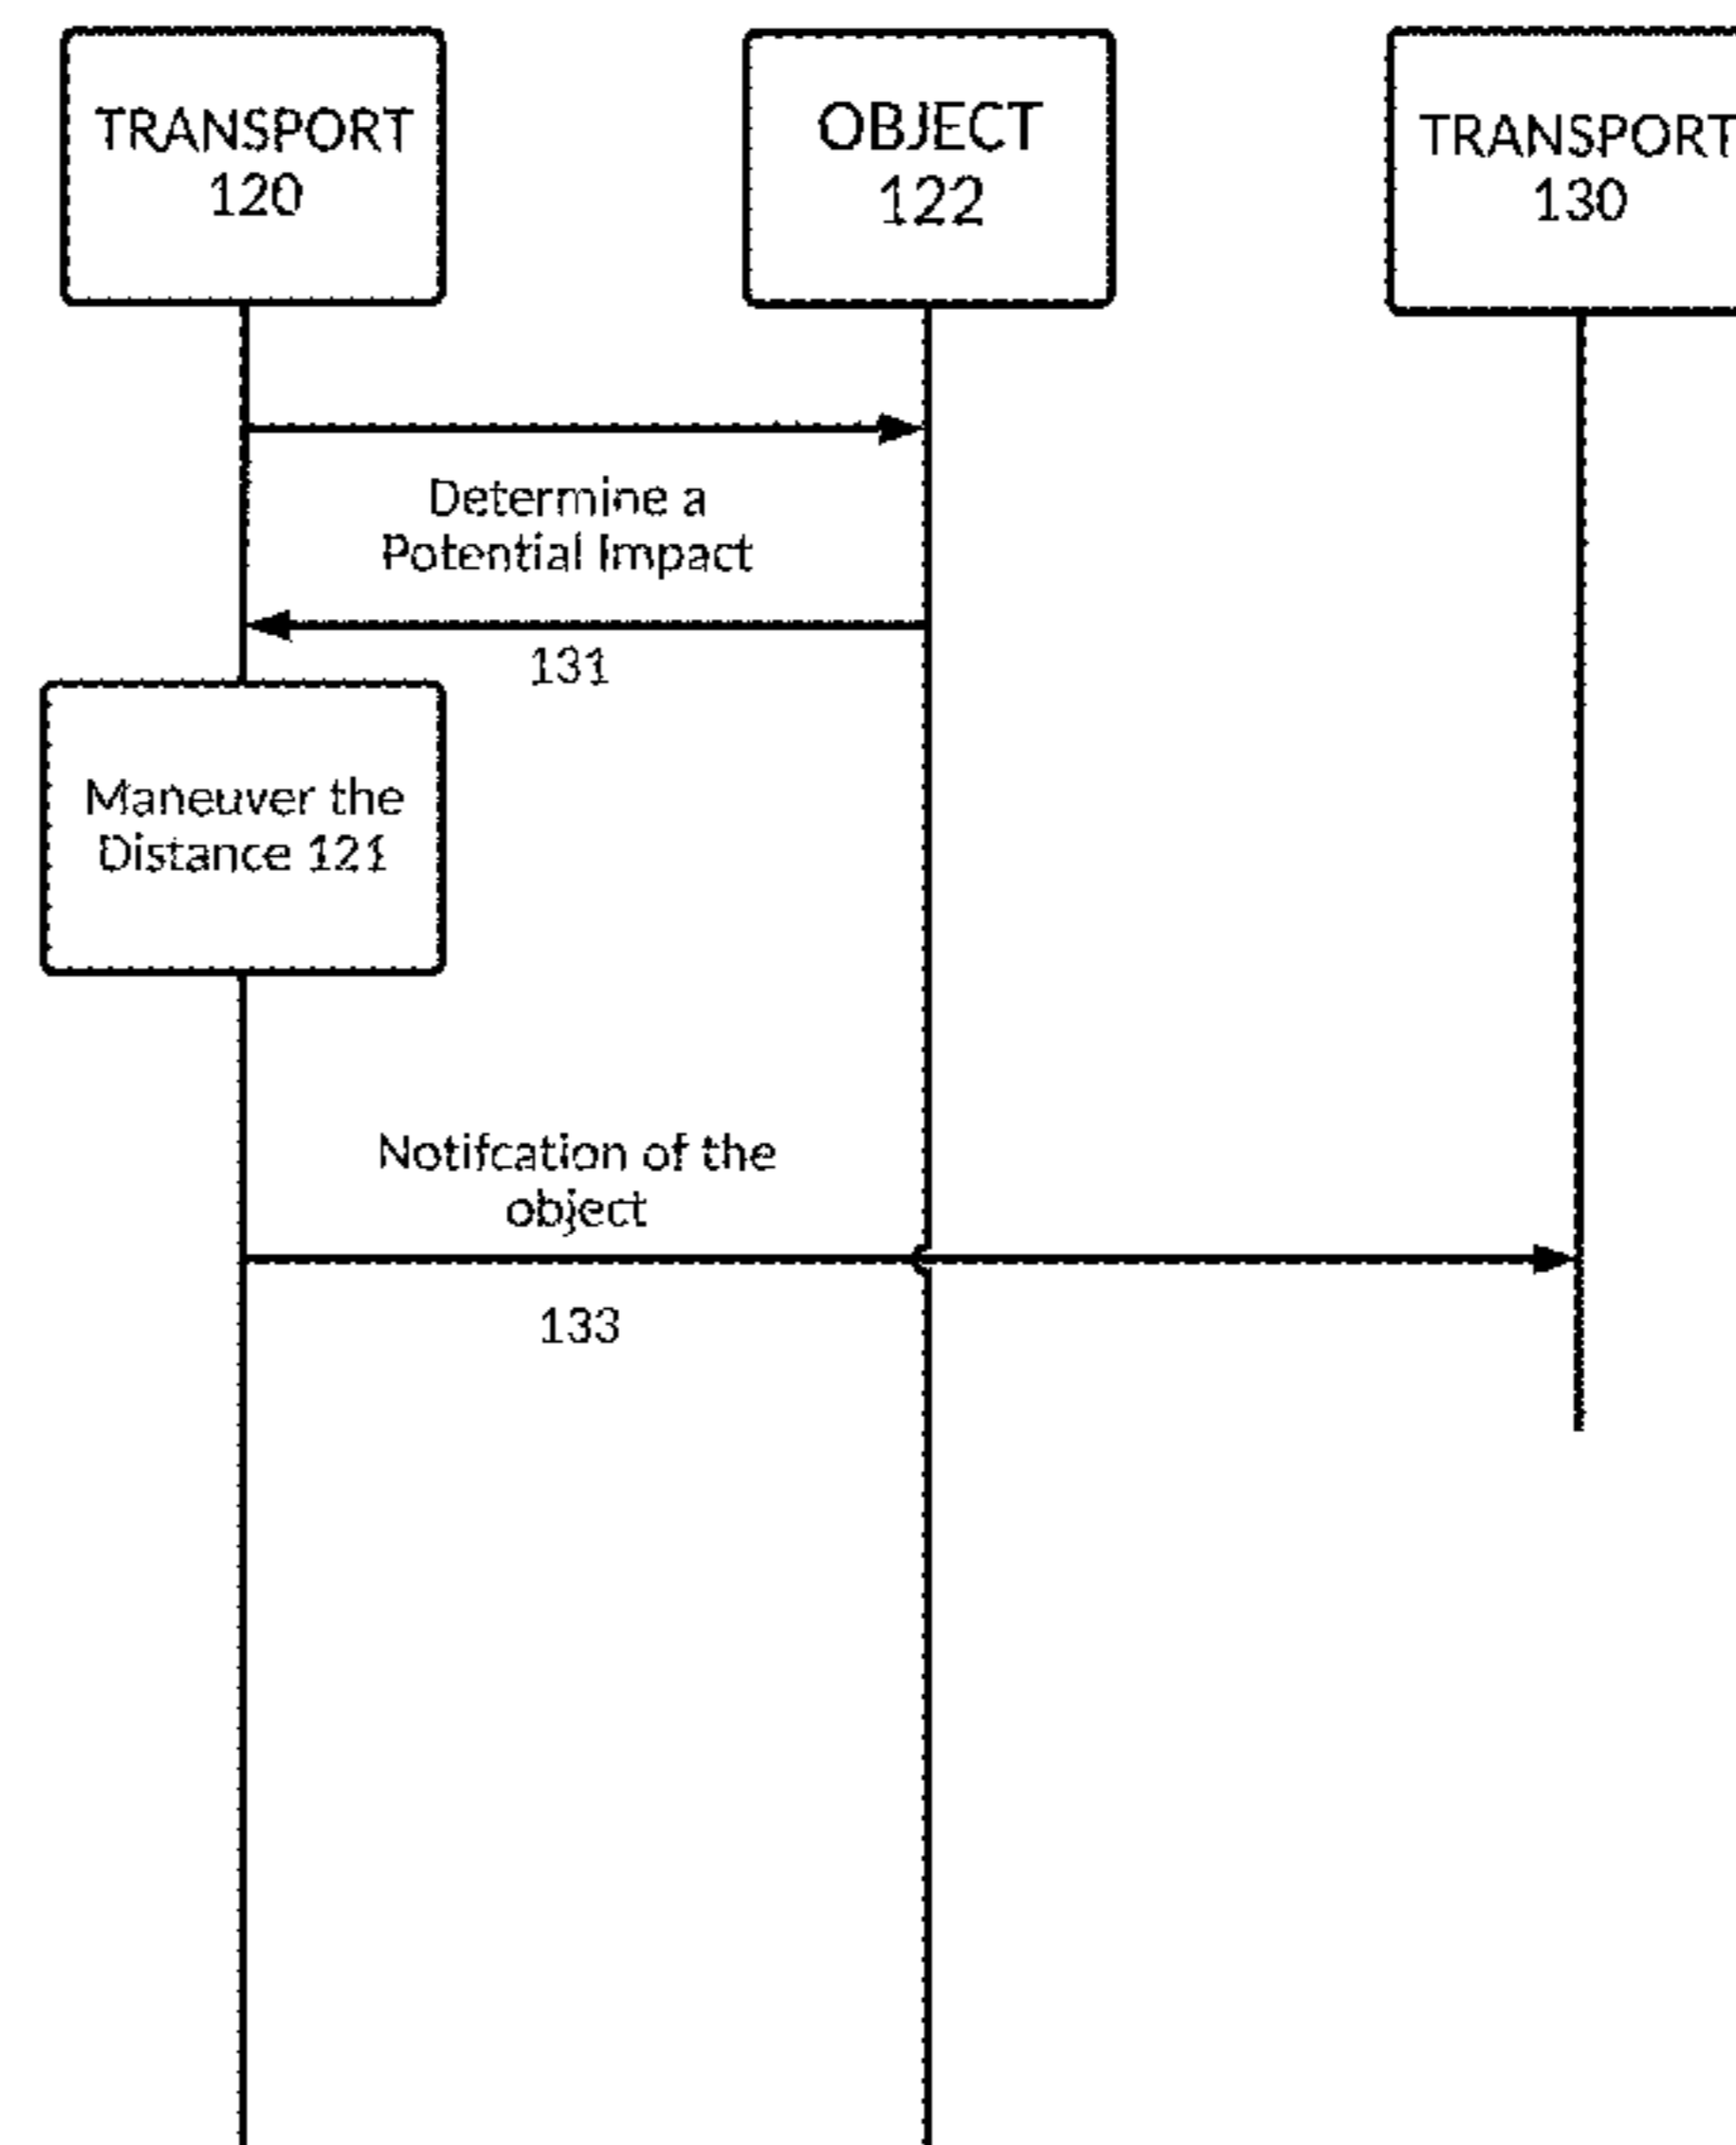 TRANSPORT
120
OBJECT
122
TRANSPORT
130
Determine a
Potential Impact
131
Maneuver the
Distance 121
Notifcation of the
object
133